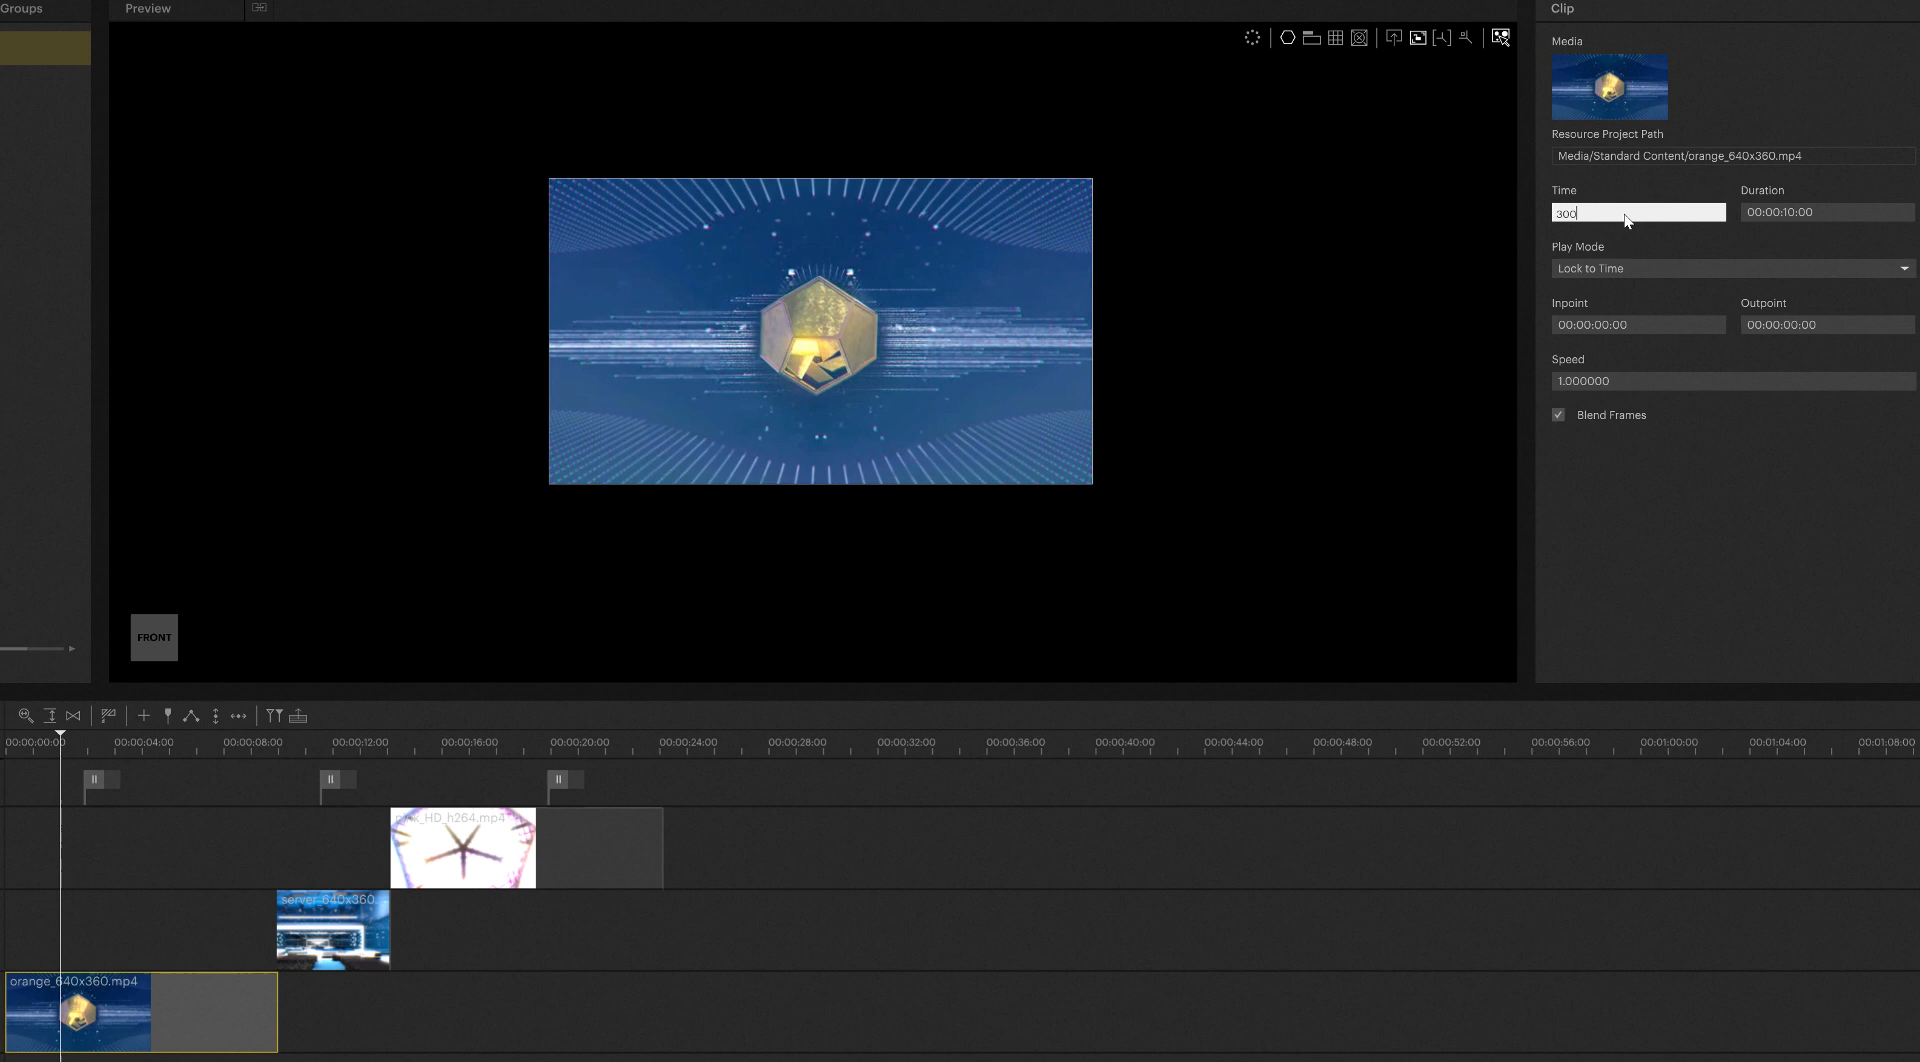 Groups
Preview
Clip
Media
Resource Project Path
Media/Standard Content/orange_640x360.mp4
Time
Duration
300
00:00:10:00
Play Mode
Lock to Time
Inpoint
Outpoint
00:00:00:00
00:00:00:00
Speed
1.000000
Blend Frames
FRONT
00:00:00:00
00:00:04:00
00:00:08:00
00:00:12:00
00:00:16:00
00:00:20:00
00:00:24:00
00:00:28:00
00:00:32:00
00:00:36:00
00:00:40:00
00:00:44:00
00:00:48:00
00:00:52:00
00:00:56:00
00:01:00:00
00:01:04:00
00:01:08:00
pink_HD_h264.mp4
server_640x360...
orange_640x360.mp4